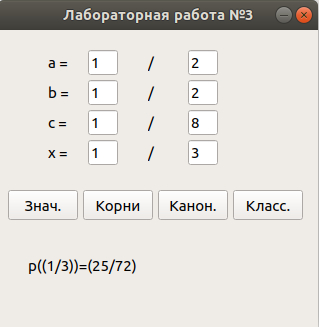 Лабораторная работа №3
a = 1 / 2
b = 1 / 2
c = 1 / 8
x = 1 / 3
Знач. Корни Канон. Класс.
p((1/3))=(25/72)